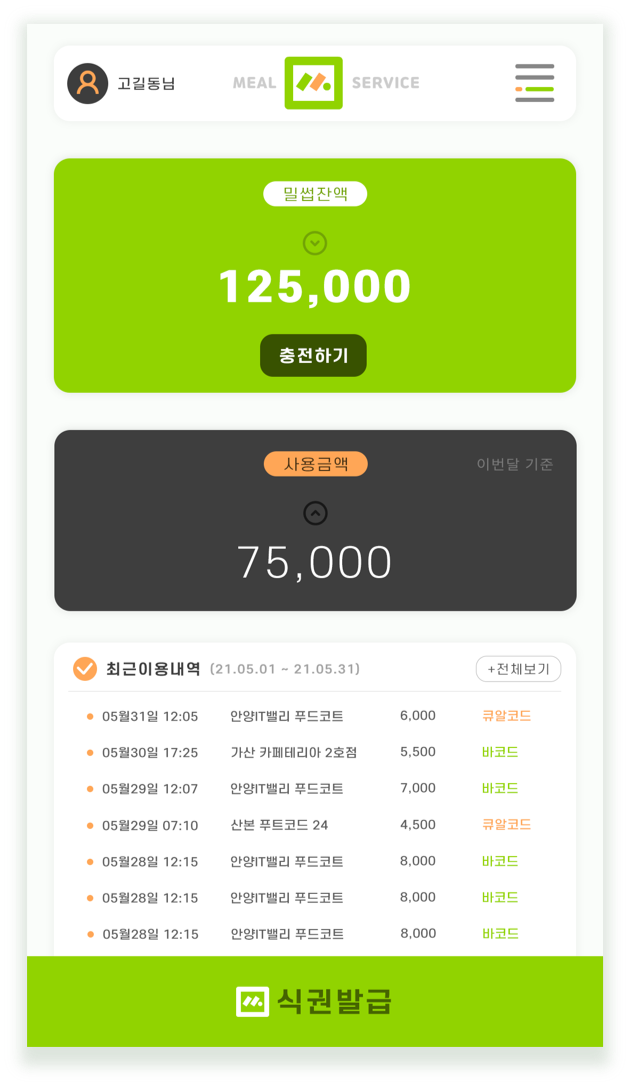 고길동님
MEAL SERVICE
밀썹잔액
125,000
충전하기
사용금액
이번달 기준
75,000
최근이용내역 (21.05.01 ~ 21.05.31) +전체보기
05월31일 12:05 안양IT밸리 푸드코트 6,000 큐알코드
05월30일 17:25 가산 카페테리아 2호점 5,500 바코드
05월29일 12:07 안양IT밸리 푸드코트 7,000 바코드
05월29일 07:10 산본 푸트코드 24 4,500 큐알코드
05월28일 12:15 안양IT밸리 푸드코트 8,000 바코드
05월28일 12:15 안양IT밸리 푸드코트 8,000 바코드
05월28일 12:15 안양IT밸리 푸드코트 8,000 바코드
식권발급